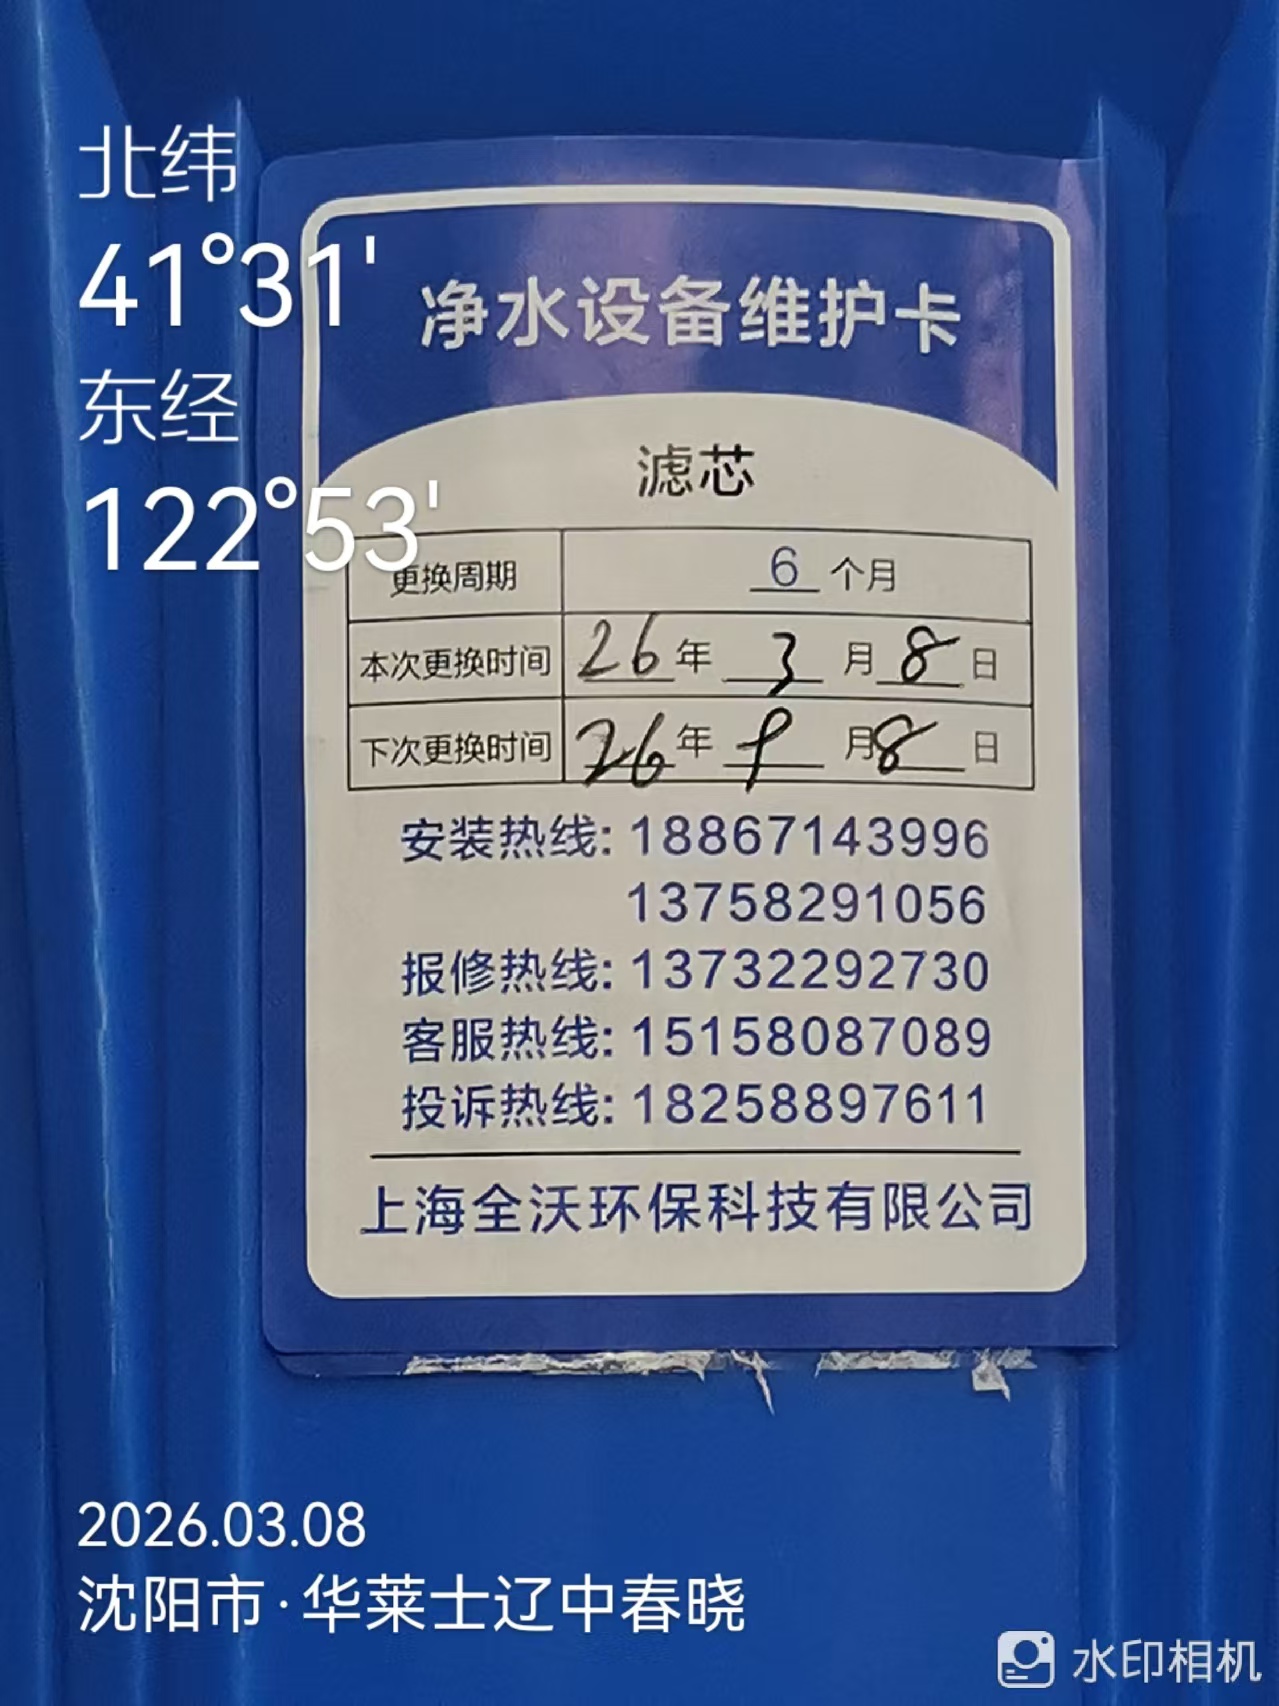 北纬
41°31'
东经
122°53'
净水设备维护卡
滤芯
更换周期 6 个月
本次更换时间 26 年 3 月 8 日
下次更换时间 26 年 9 月 8 日
安装热线: 18867143996
13758291056
报修热线: 13732292730
客服热线: 15158087089
投诉热线: 18258897611
上海全沃环保科技有限公司
2026.03.08
沈阳市·华莱士辽中春晓
水印相机